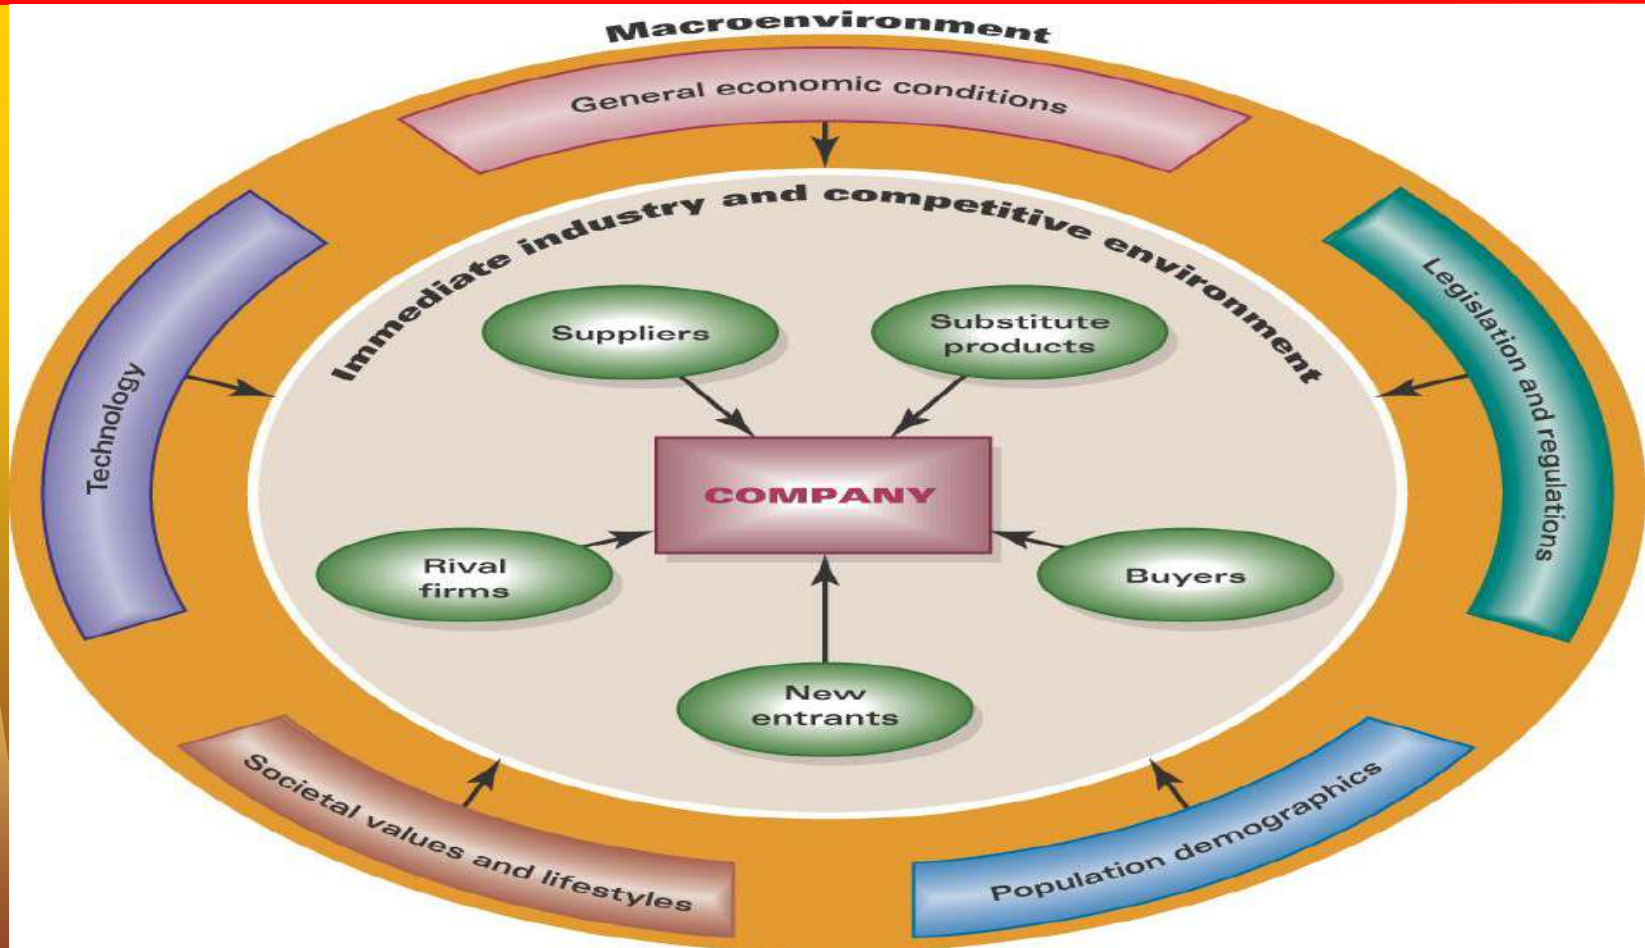 Macroenvironment
General economic conditions
Immediate industry and competitive environment
Suppliers
Substitute
products
Technology
Legislation and regulations
COMPANY
Rival
firms
Buyers
New
entrants
Societal values and lifestyles
Population demographics